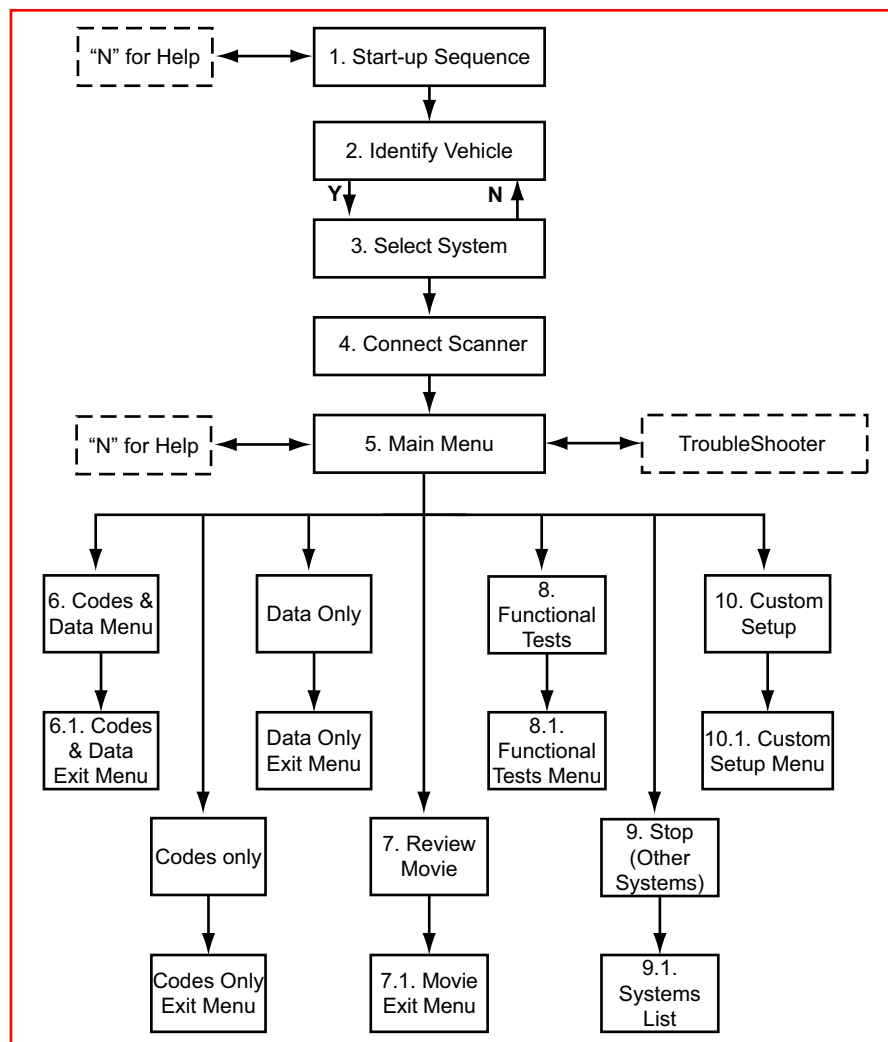 “N” for Help
1. Start-up Sequence
2. Identify Vehicle
Y
N
3. Select System
4. Connect Scanner
“N” for Help
5. Main Menu
TroubleShooter
6. Codes &
Data Menu
Data Only
8.
Functional
Tests
10. Custom
Setup
6.1. Codes
& Data
Exit Menu
Data Only
Exit Menu
8.1.
Functional
Tests Menu
10.1. Custom
Setup Menu
Codes only
7. Review
Movie
9. Stop
(Other
Systems)
Codes Only
Exit Menu
7.1. Movie
Exit Menu
9.1.
Systems
List